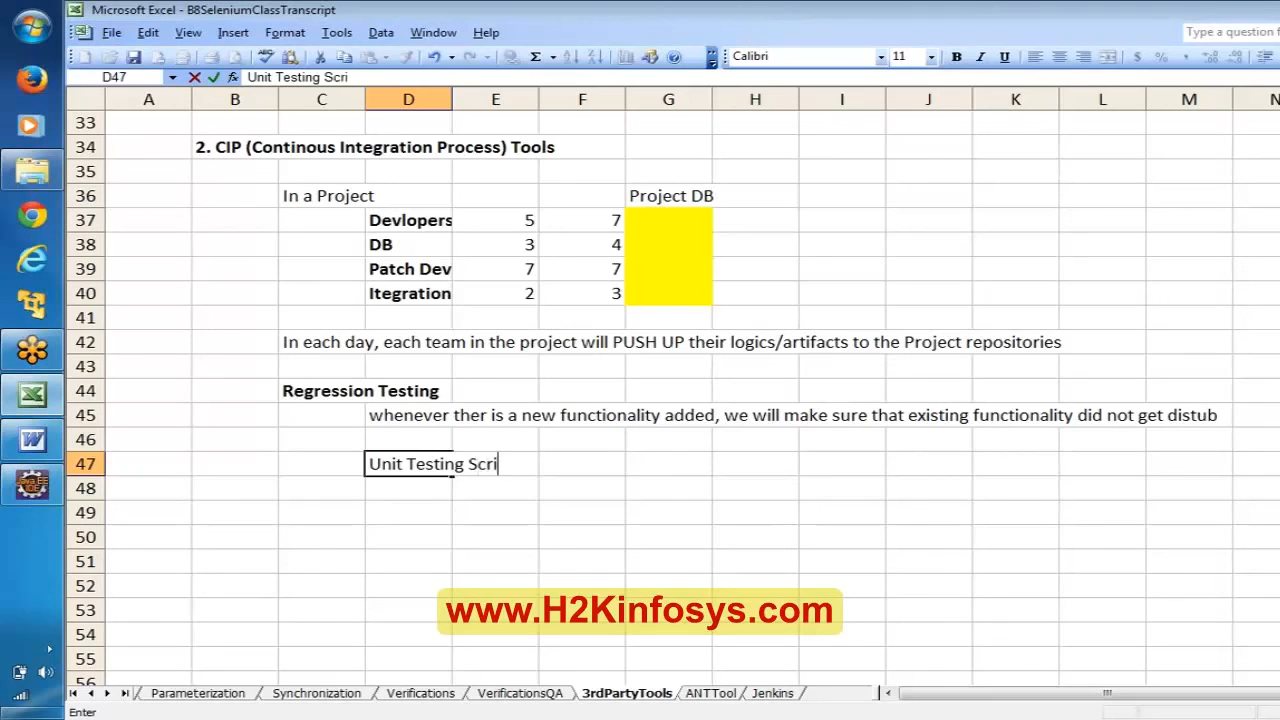 Microsoft Excel - B8SeleniumClassTranscript
File Edit View Insert Format Tools Data Window Help
Type a question f
Calibri 11 B I U $ % ,
D47 fx Unit Testing Scri
A B C D E F G H I J K L M N
33
34 2. CIP (Continous Integration Process) Tools
35
36 In a Project Project DB
37 Devlopers 5 7
38 DB 3 4
39 Patch Dev 7 7
40 Itegration 2 3
41
42 In each day, each team in the project will PUSH UP their logics/artifacts to the Project repositories
43
44 Regression Testing
45 whenever ther is a new functionality added, we will make sure that existing functionality did not get distub
46
47 Unit Testing Scri
48
49
50
51
52
53
www.H2Kinfosys.com
54
55
56
Parameterization Synchronization Verifications VerificationsQA 3rdPartyTools ANTTool Jenkins
Enter
Java EE
IDE